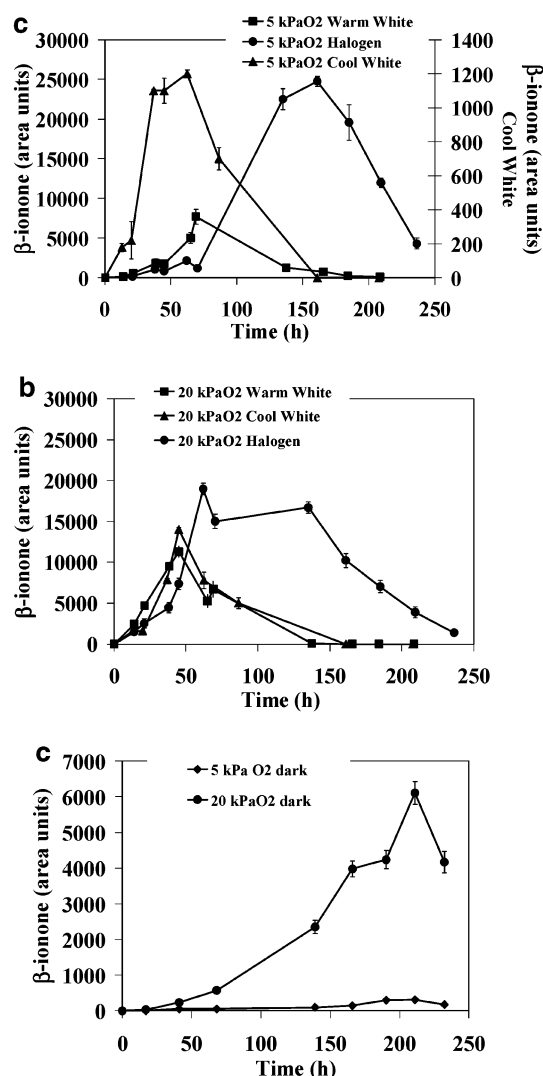 c
5 kPaO2 Warm White
5 kPaO2 Halogen
5 kPaO2 Cool White
30000
25000
20000
15000
10000
5000
0
β-ionone (area units)
1400
1200
1000
800
600
400
200
0
β-ionone (area units)
Cool White
0
50
100
150
200
250
Time (h)
b
20 kPaO2 Warm White
20 kPaO2 Cool White
20 kPaO2 Halogen
30000
25000
20000
15000
10000
5000
0
β-ionone (area units)
0
50
100
150
200
250
Time (h)
c
5 kPa O2 dark
20 kPaO2 dark
7000
6000
5000
4000
3000
2000
1000
0
β-ionone (area units)
0
50
100
150
200
250
Time (h)